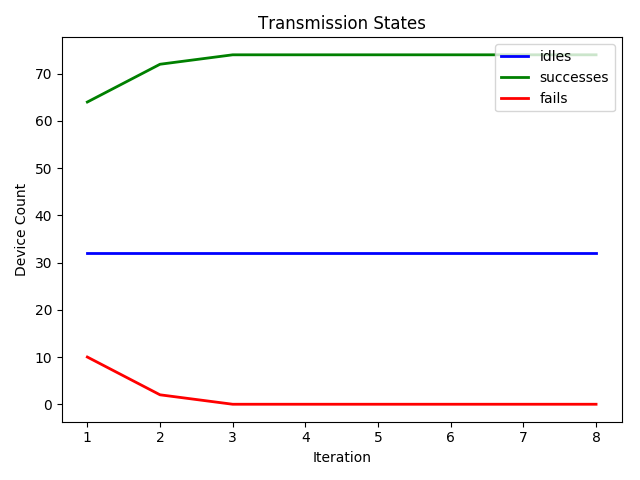 Transmission States
idles
successes
fails
Device Count
70
60
50
40
30
20
10
0
1 2 3 4 5 6 7 8
Iteration